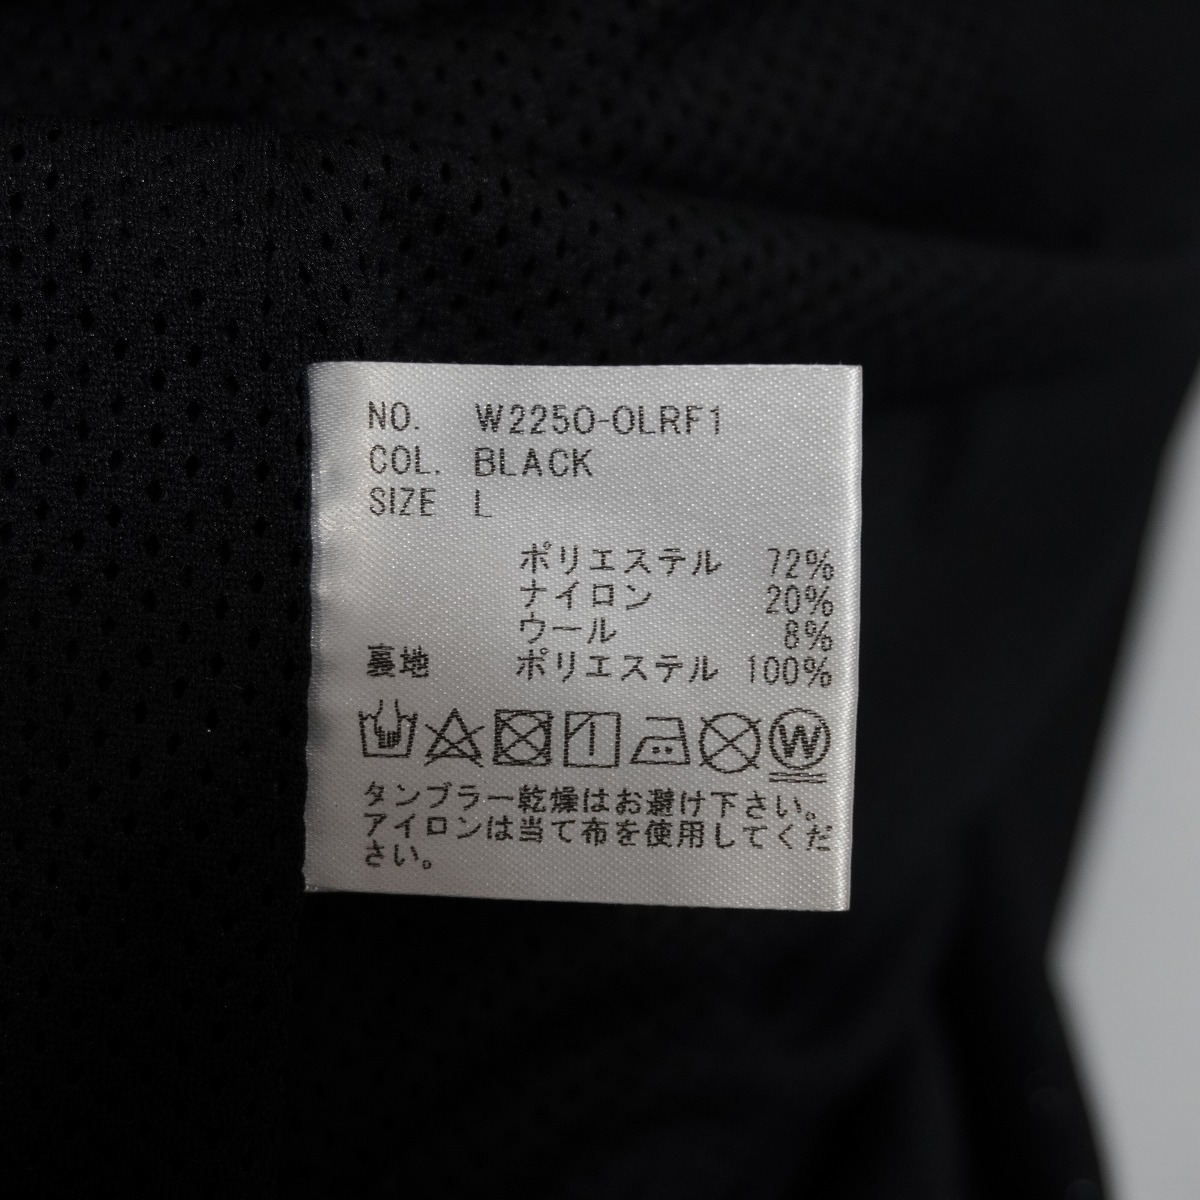 NO. W2250-OLRF1
COL. BLACK
SIZE L
ポリエステル 72%
ナイロン 20%
ウール 8%
裏地 ポリエステル 100%
W
タンブラー乾燥はお避け下さい。
アイロンは当て布を使用してくだ
さい。